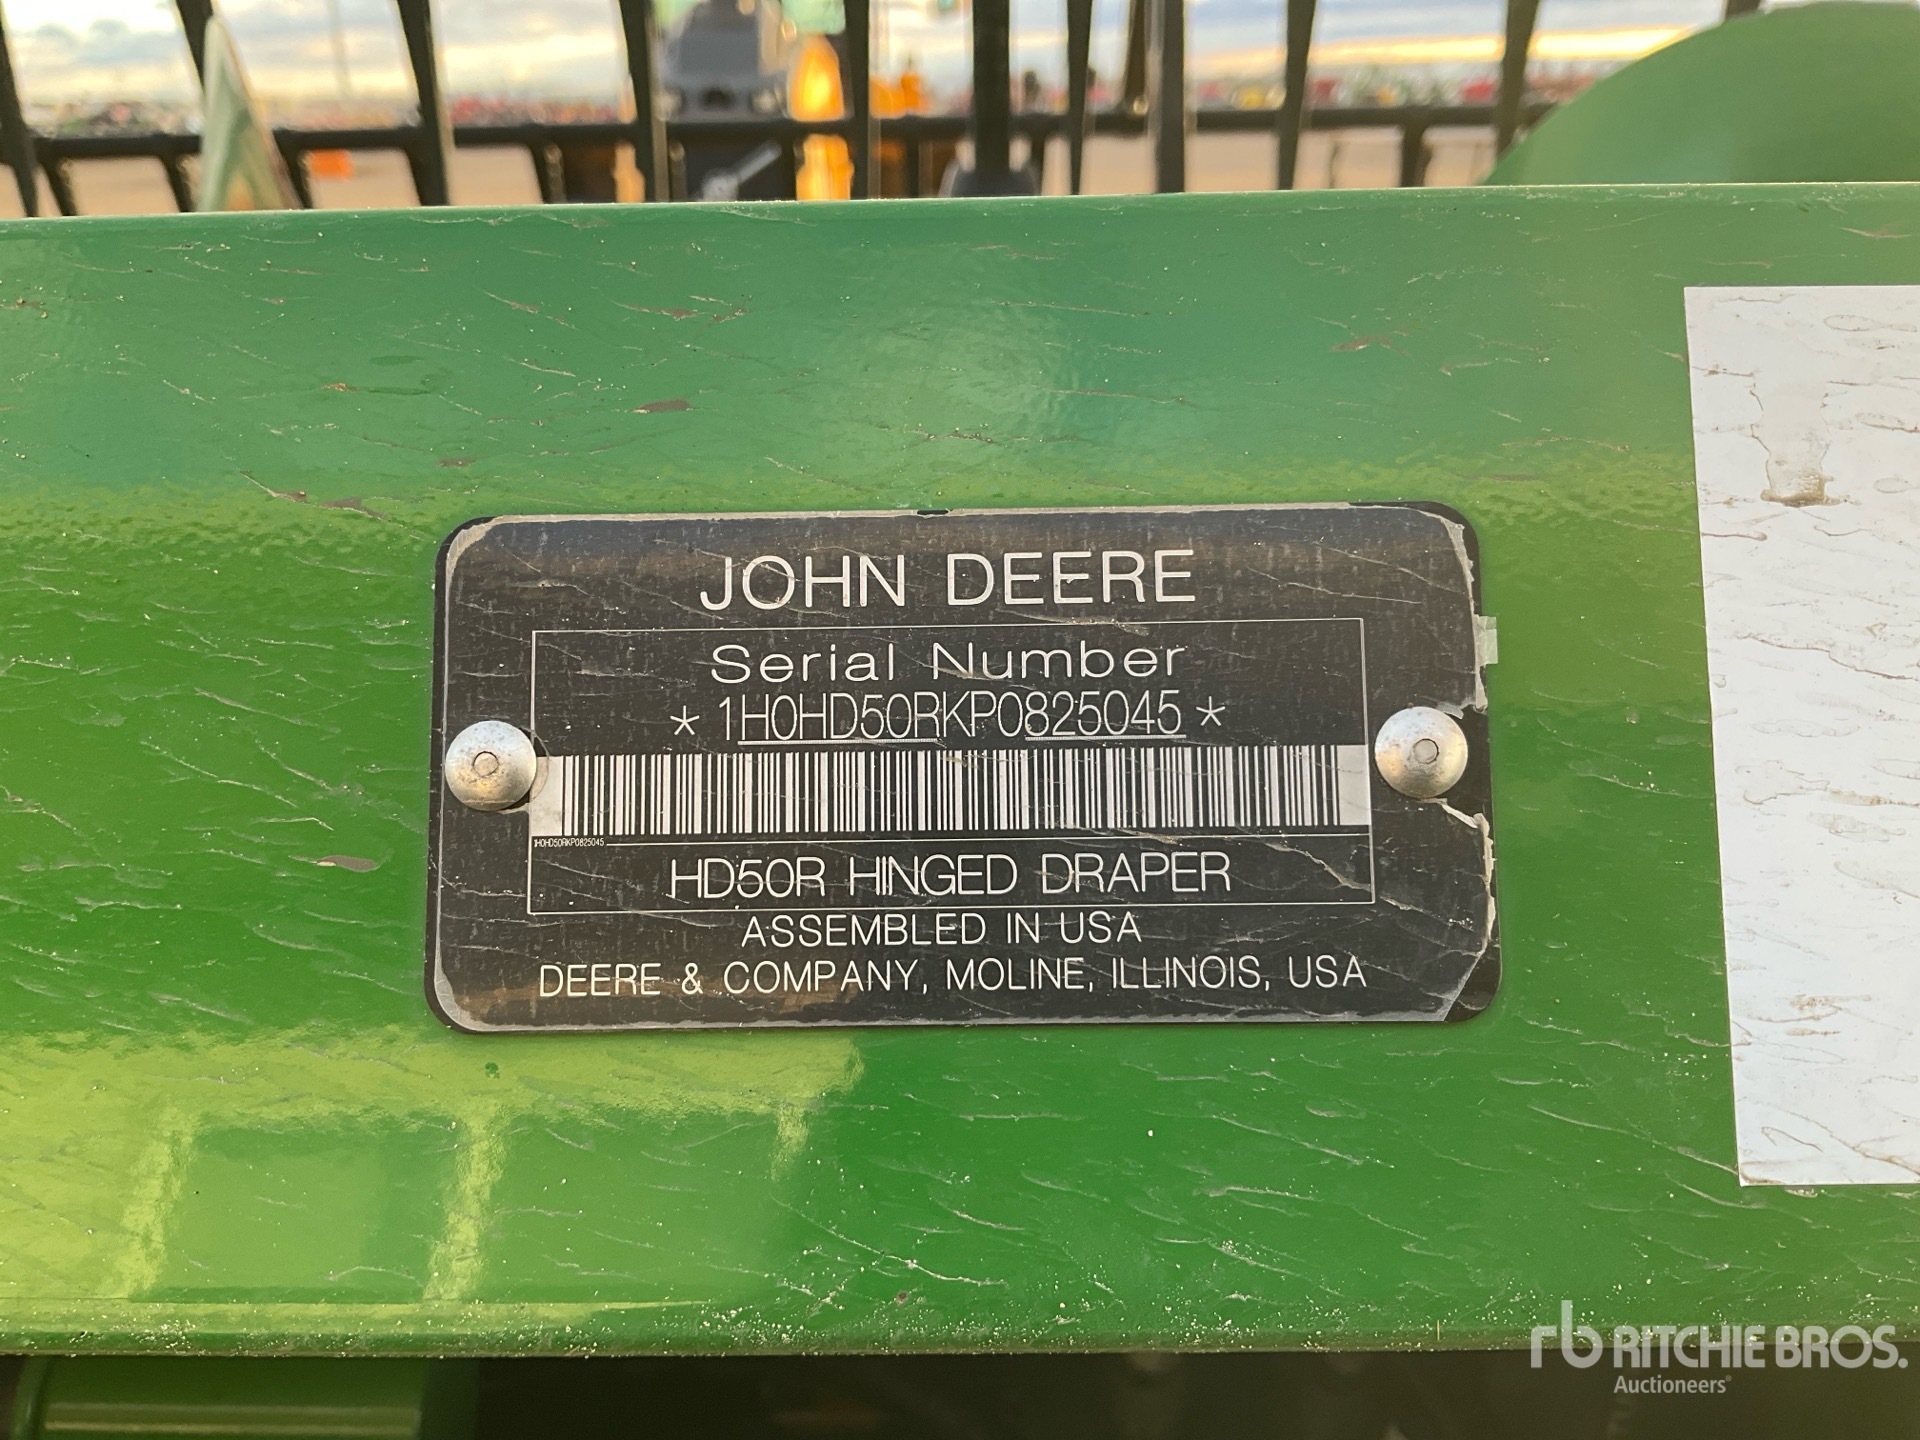 JOHN DEERE
Serial Number
* 1H0HD50RKP0825045 *
1H0HD50RKP0825045
HD50R HINGED DRAPER
ASSEMBLED IN USA
DEERE & COMPANY, MOLINE, ILLINOIS, USA
rb RITCHIE BROS.
Auctioneers